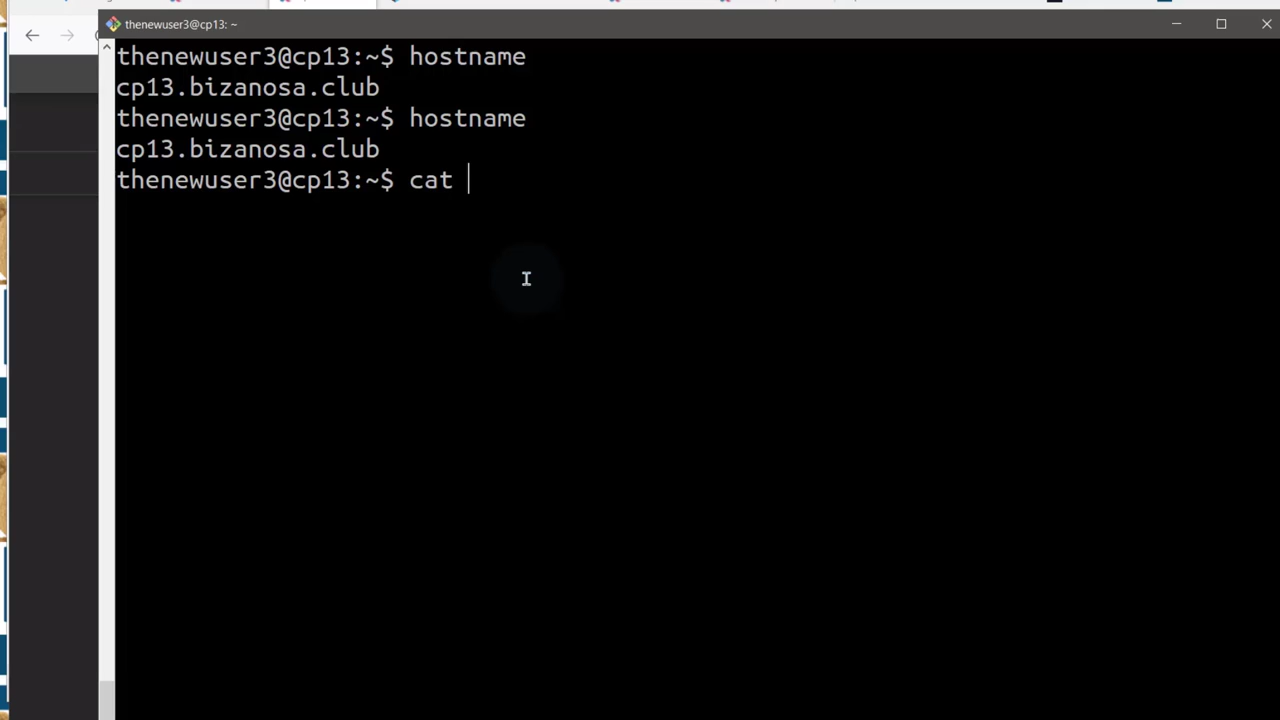 thenewuser3@cp13: ~
thenewuser3@cp13:~$ hostname
cp13.bizanosa.club
thenewuser3@cp13:~$ hostname
cp13.bizanosa.club
thenewuser3@cp13:~$ cat